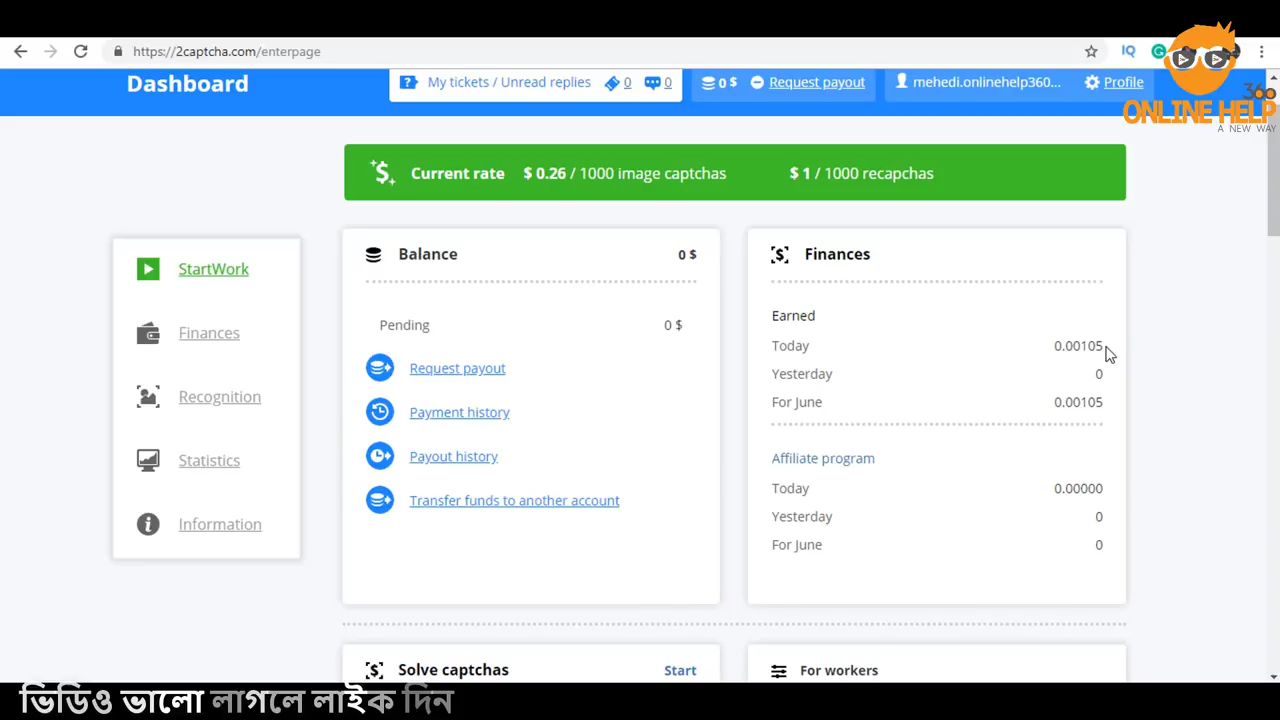 https://2captcha.com/enterpage
IQ
360
ONLINE HELP
A NEW WAY
Dashboard
My tickets / Unread replies 0 0
0 $ Request payout
mehedi.onlinehelp360... Profile
Current rate $ 0.26 / 1000 image captchas $ 1 / 1000 recapchas
StartWork
Finances
Recognition
Statistics
Information
Balance 0 $
Pending 0 $
Request payout
Payment history
Payout history
Transfer funds to another account
Finances
Earned
Today 0.00105
Yesterday 0
For June 0.00105
Affiliate program
Today 0.00000
Yesterday 0
For June 0
Solve captchas Start
For workers
ভিডিও ভালো লাগলে লাইক দিন